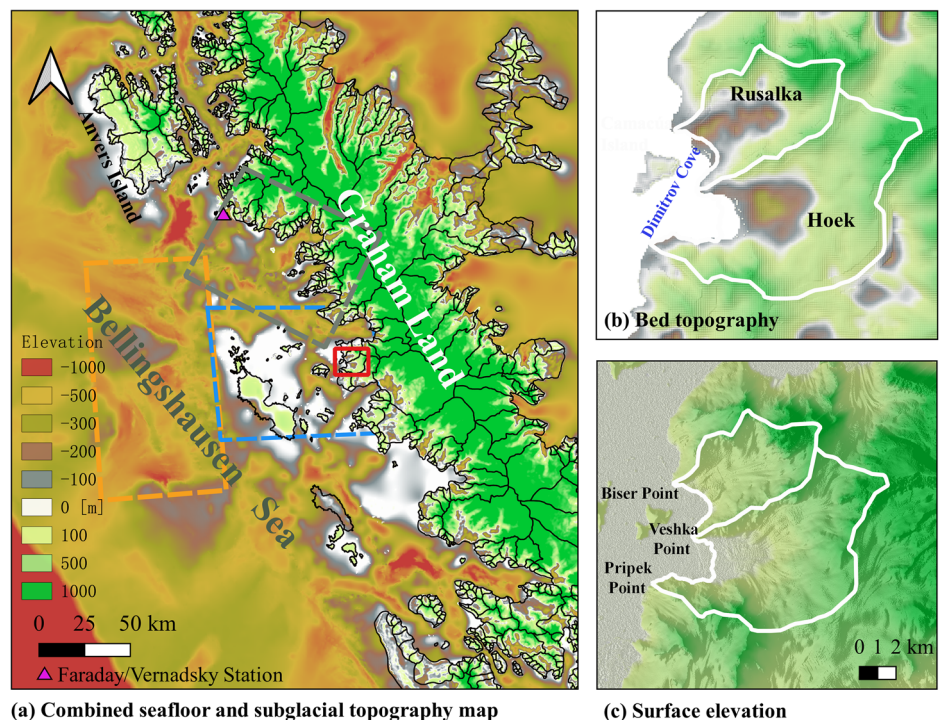 Anvers Island
Graham Land
Bellingshausen
Sea
Elevation
-1000
-500
-300
-200
-100
0 [m]
100
500
1000
0 25 50 km
Faraday/Vernadsky Station
(a) Combined seafloor and subglacial topography map
Rusalka
Island
Dimitrov Cove
Hoek
(b) Bed topography
Biser Point
Veshka
Point
Pripek
Point
0 1 2 km
(c) Surface elevation